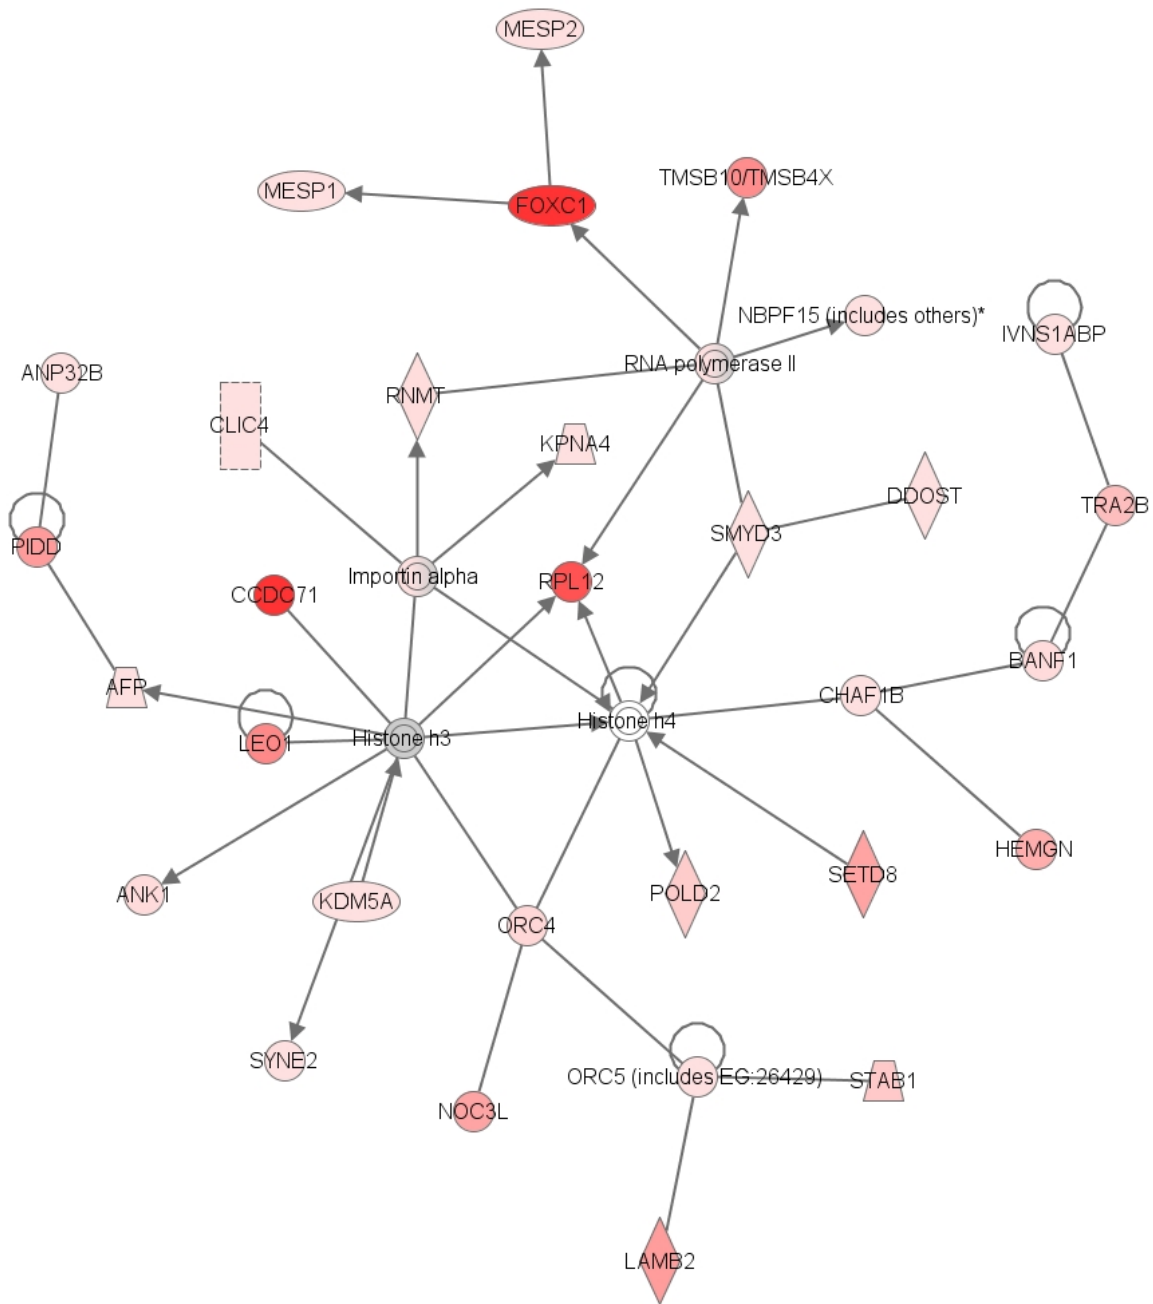 MESP2
TMSB10/TMSB4X
MESP1
FOXC1
NBPF15 (includes others)*
IVNS1ABP
RNA polymerase II
ANP32B
RNMT
CLIC4
KPNA4
DDOST
TRA2B
SMYD3
PIDD
Importin alpha
RPL12
CCDC71
BANF1
AFP
CHAF1B
Histone h4
Histone h3
LEO1
HEMGN
SETD8
POLD2
ANK1
KDM5A
ORC4
SYNE2
ORC5 (includes EG:26429)
STAB1
NOC3L
LAMB2